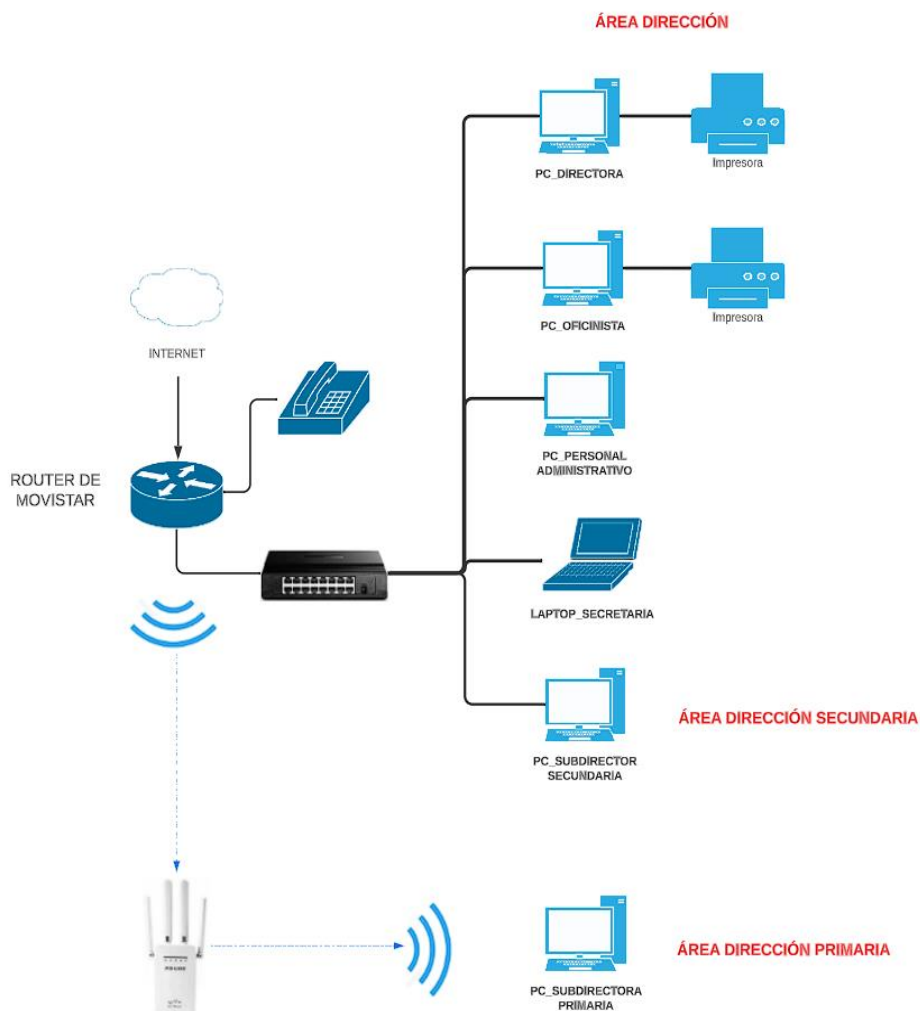 ÁREA DIRECCIÓN
PC_DIRECTORA
Impresora
PC_OFICINISTA
Impresora
INTERNET
PC_PERSONAL
ADMINISTRATIVO
ROUTER DE
MOVISTAR
LAPTOP_SECRETARIA
ÁREA DIRECCIÓN SECUNDARIA
PC_SUBDIRECTOR
SECUNDARIA
ÁREA DIRECCIÓN PRIMARIA
PC_SUBDIRECTORA
PRIMARIA